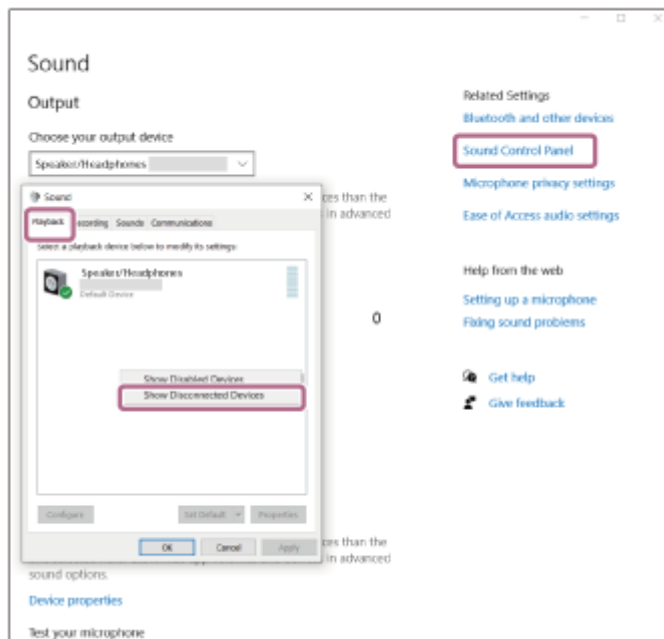 Sound
Output
Choose your output device
Speaker/Headphones
Sound
Playback
ecording
Sounds
Communications
Select a playback device below to modify its settings:
Speaker/Headphones
Default Device
Show Disabled Devices
Show Disconnected Devices
Configure
Set Default
Properties
OK
Cancel
Apply
ces than the
in advanced
0
ces than the
in advanced
sound options.
Device properties
Test your microphone
Related Settings
Bluetooth and other devices
Sound Control Panel
Microphone privacy settings
Ease of Access audio settings
Help from the web
Setting up a microphone
Fixing sound problems
Get help
Give feedback